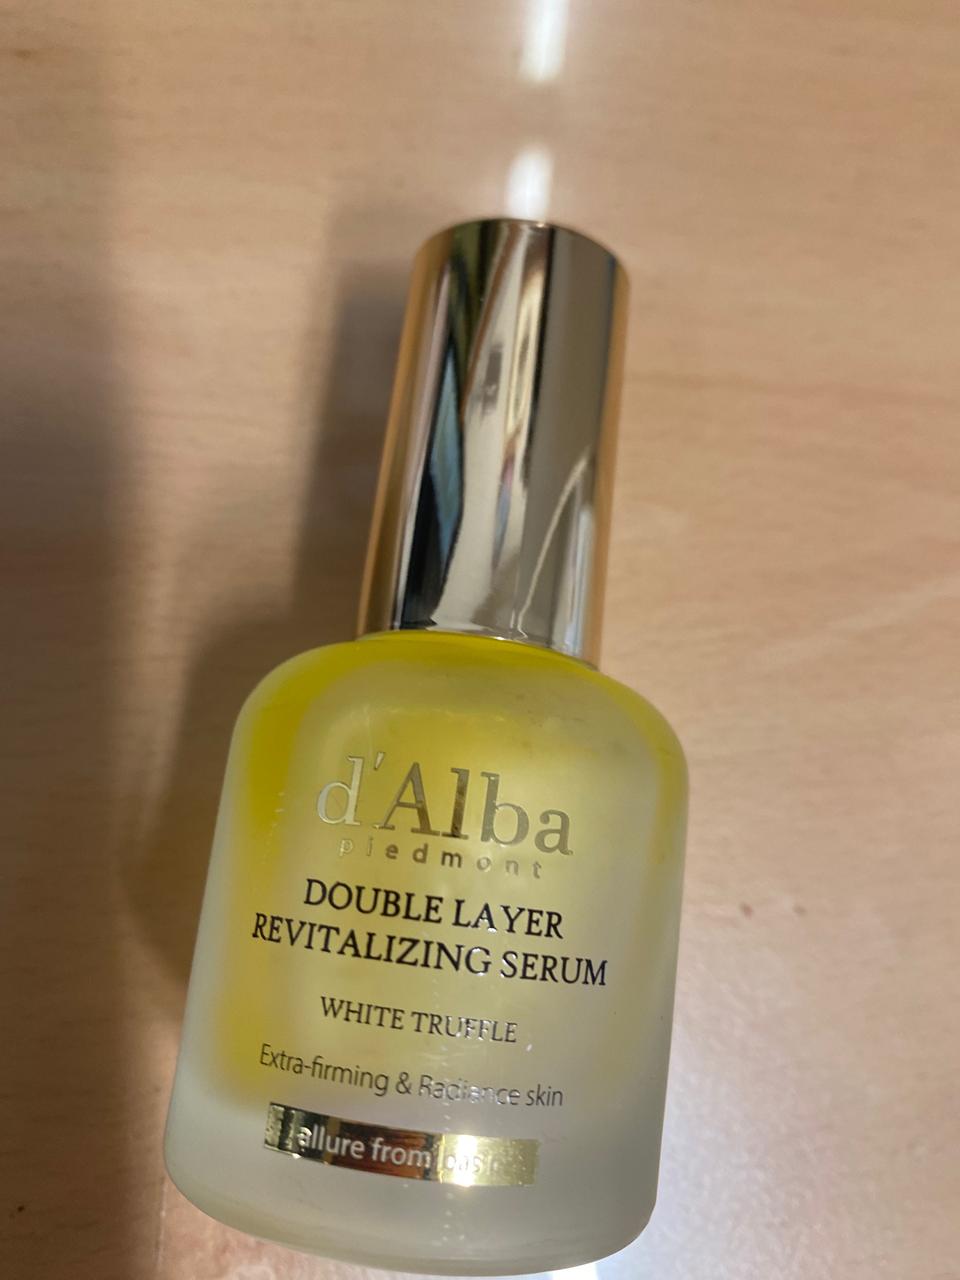 d'Alba
piedmont
DOUBLE LAYER
REVITALIZING SERUM
WHITE TRUFFLE
Extra-firming & Radiance skin
allure from